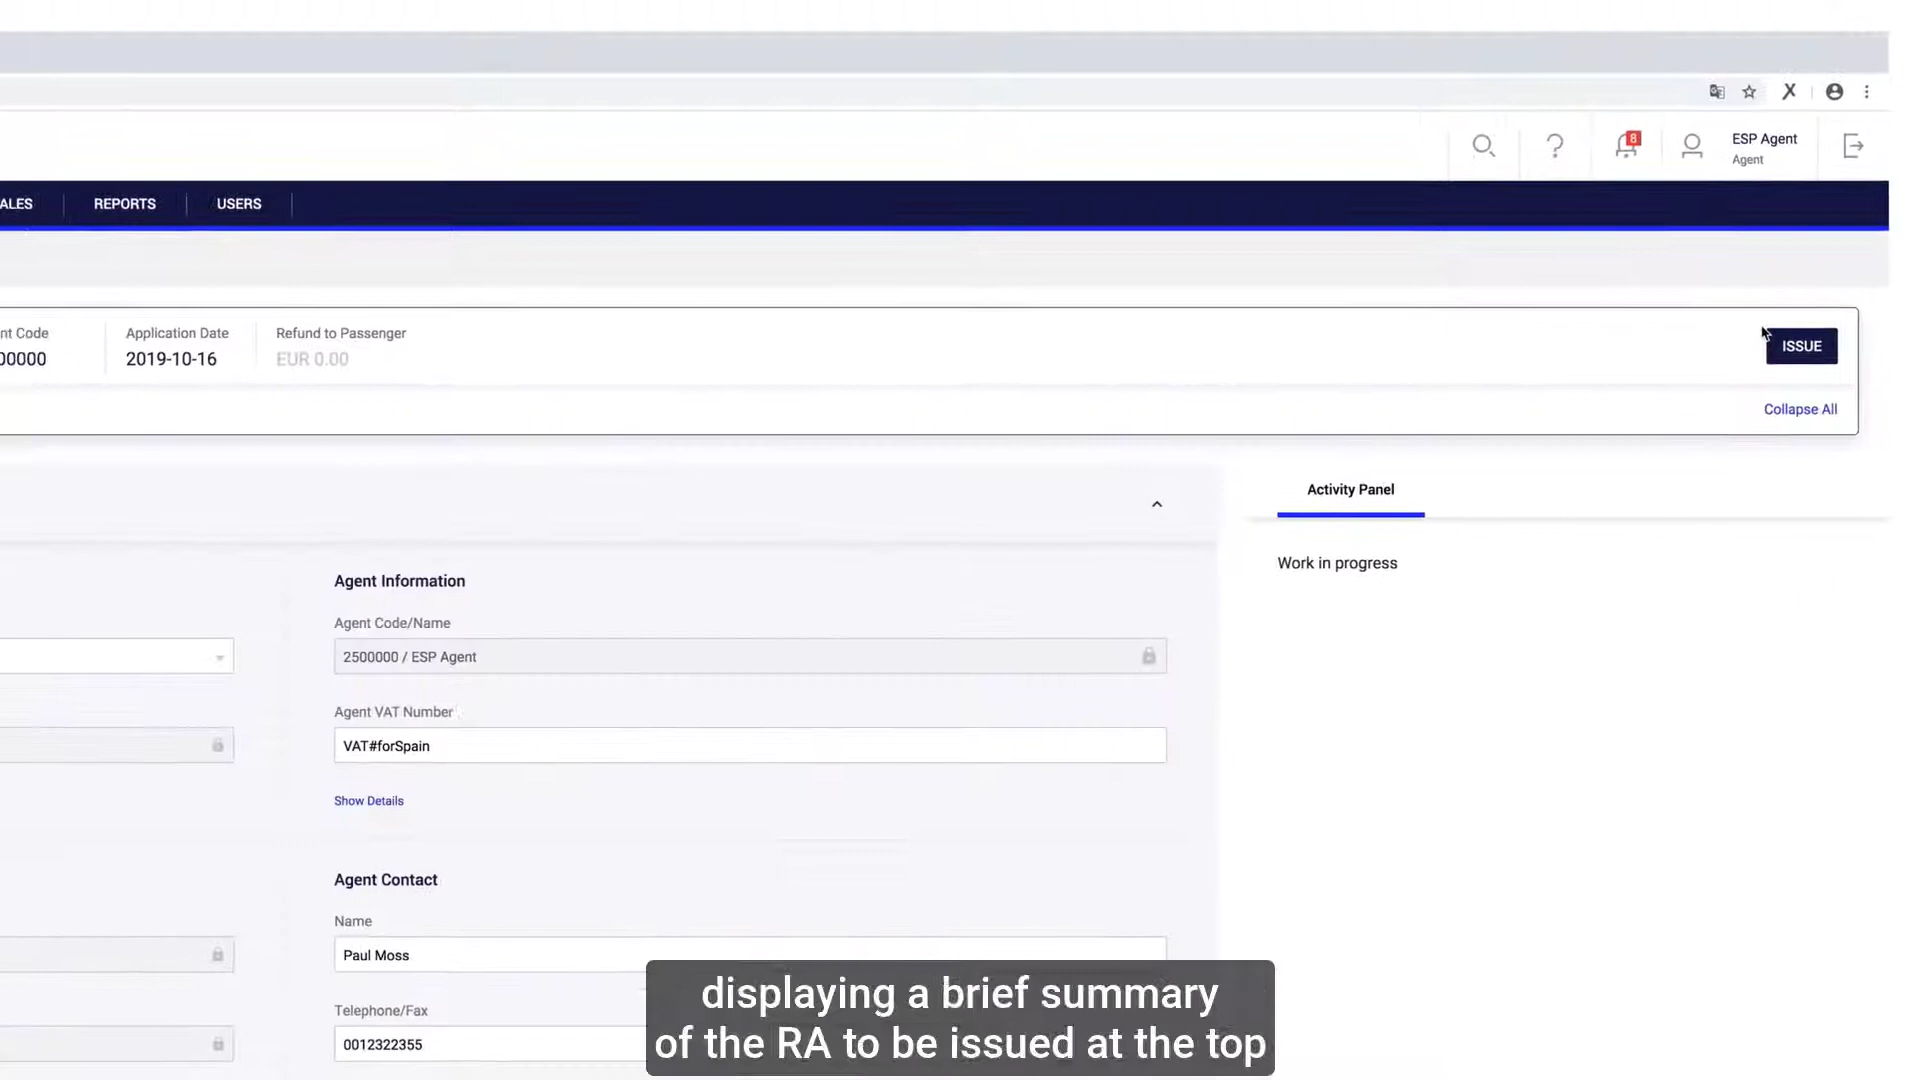 8
ESP Agent
Agent
ALES
REPORTS
USERS
nt Code
Application Date
Refund to Passenger
00000
2019-10-16
EUR 0.00
ISSUE
Collapse All
Activity Panel
Work in progress
Agent Information
Agent Code/Name
2500000 / ESP Agent
Agent VAT Number
VAT#forSpain
Show Details
Agent Contact
Name
Paul Moss
Telephone/Fax
0012322355
displaying a brief summary
of the RA to be issued at the top